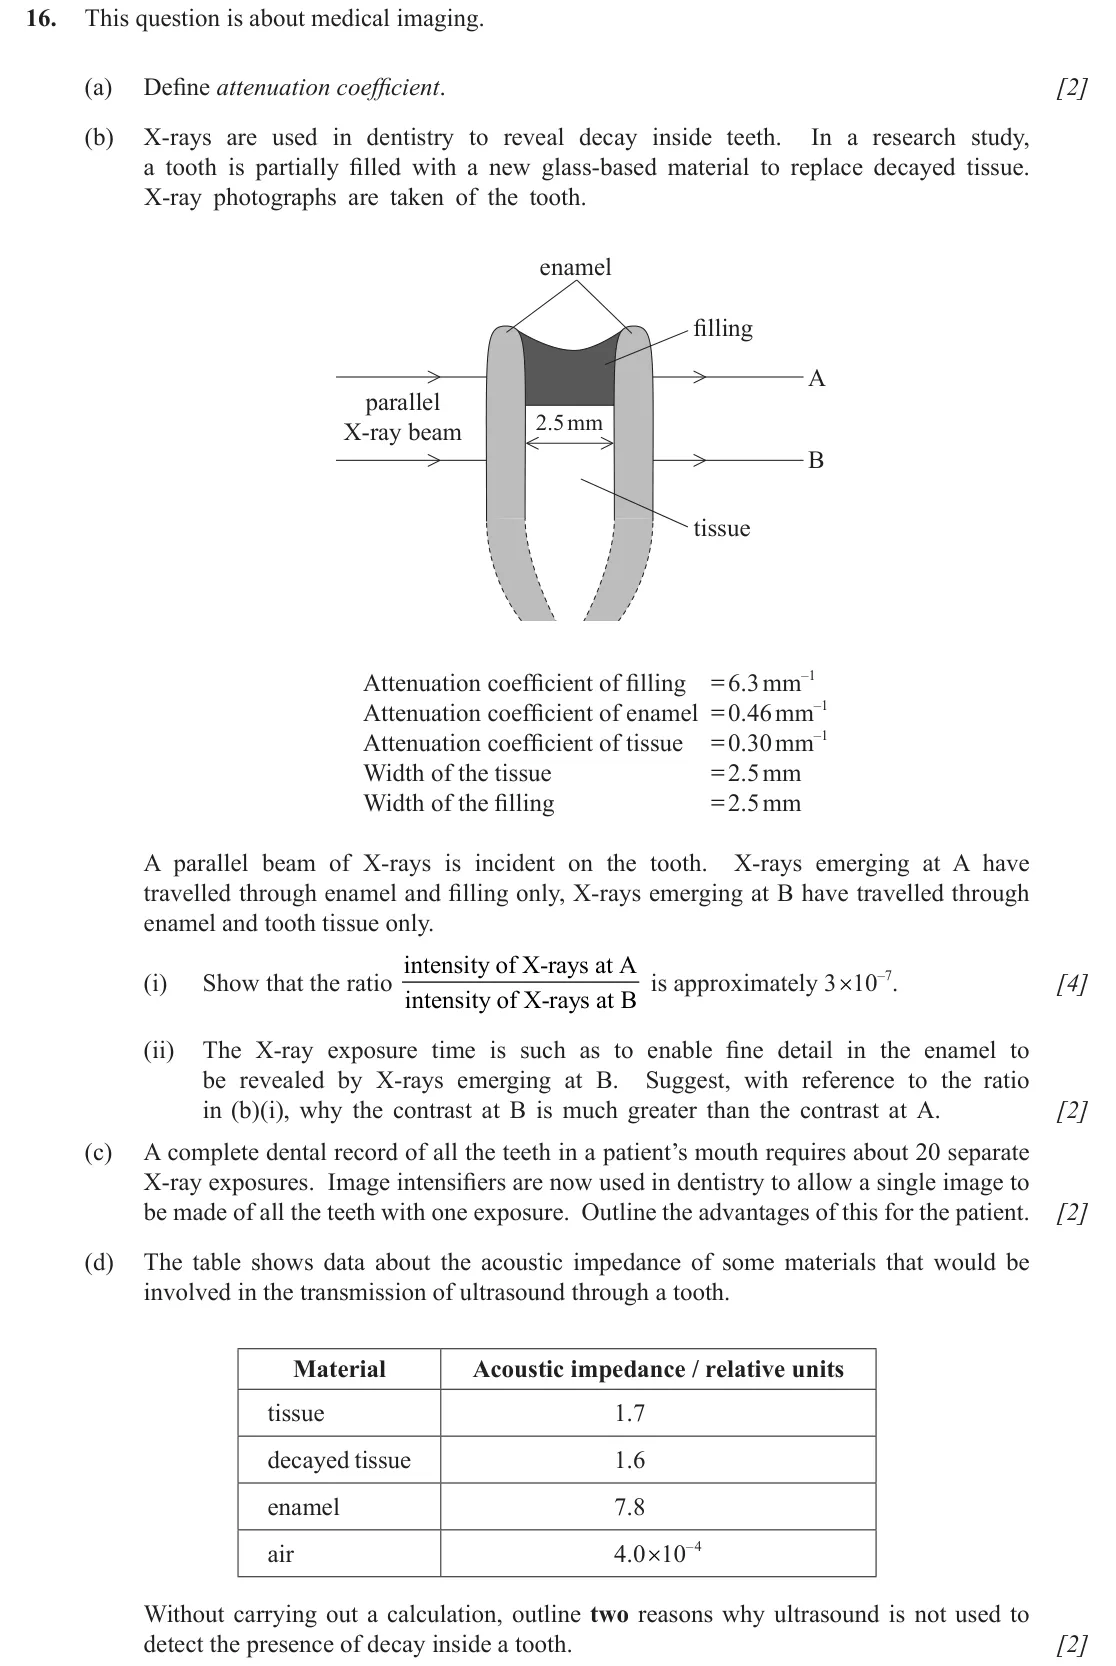 16. This question is about medical imaging.
(a) Define attenuation coefficient. [2]
(b) X-rays are used in dentistry to reveal decay inside teeth. In a research study,
a tooth is partially filled with a new glass-based material to replace decayed tissue.
X-ray photographs are taken of the tooth.
enamel
filling
A
parallel
X-ray beam
2.5 mm
B
tissue
Attenuation coefficient of filling = 6.3 mm⁻¹
Attenuation coefficient of enamel = 0.46 mm⁻¹
Attenuation coefficient of tissue = 0.30 mm⁻¹
Width of the tissue = 2.5 mm
Width of the filling = 2.5 mm
A parallel beam of X-rays is incident on the tooth. X-rays emerging at A have
travelled through enamel and filling only, X-rays emerging at B have travelled through
enamel and tooth tissue only.
(i) Show that the ratio intensity of X-rays at A / intensity of X-rays at B is approximately 3×10⁻⁷. [4]
(ii) The X-ray exposure time is such as to enable fine detail in the enamel to
be revealed by X-rays emerging at B. Suggest, with reference to the ratio
in (b)(i), why the contrast at B is much greater than the contrast at A. [2]
(c) A complete dental record of all the teeth in a patient's mouth requires about 20 separate
X-ray exposures. Image intensifiers are now used in dentistry to allow a single image to
be made of all the teeth with one exposure. Outline the advantages of this for the patient. [2]
(d) The table shows data about the acoustic impedance of some materials that would be
involved in the transmission of ultrasound through a tooth.
Material Acoustic impedance / relative units
tissue 1.7
decayed tissue 1.6
enamel 7.8
air 4.0×10⁻⁴
Without carrying out a calculation, outline two reasons why ultrasound is not used to
detect the presence of decay inside a tooth. [2]